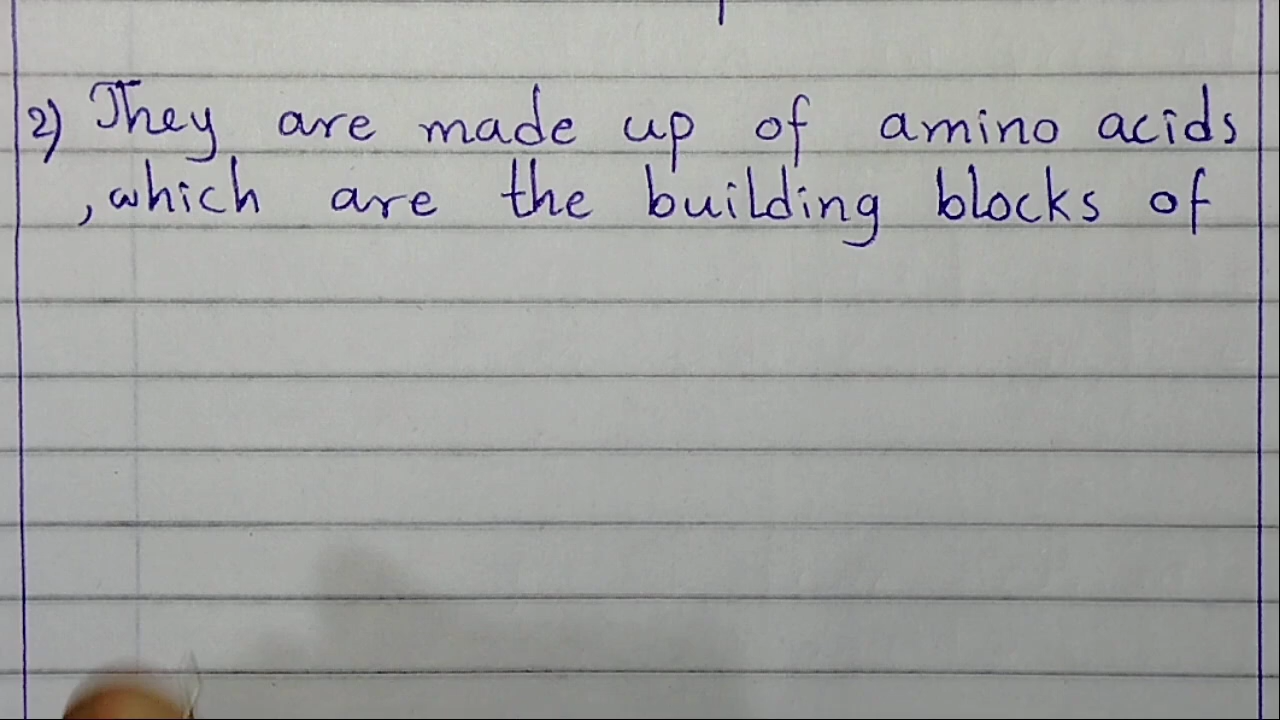 2) They are made up of amino acids
,which are the building blocks of